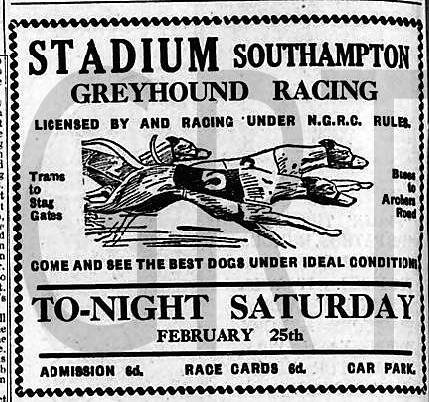 STADIUM SOUTHAMPTON
GREYHOUND RACING
LICENSED BY AND RACING UNDER N.G.R.C. RULES.
Trams
to
Stag
Gates
5
Buses
to
Archers
Road
COME AND SEE THE BEST DOGS UNDER IDEAL CONDITIONS
TO-NIGHT SATURDAY
FEBRUARY 25th
ADMISSION 6d. RACE CARDS 6d. CAR PARK.